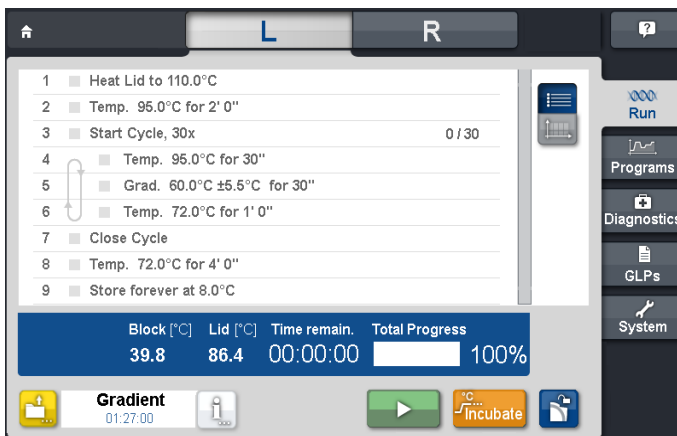 L
R
?
1 Heat Lid to 110.0°C
2 Temp. 95.0°C for 2' 0"
3 Start Cycle, 30x 0 / 30
4 Temp. 95.0°C for 30"
5 Grad. 60.0°C ±5.5°C for 30"
6 Temp. 72.0°C for 1' 0"
7 Close Cycle
8 Temp. 72.0°C for 4' 0"
9 Store forever at 8.0°C
Run
Programs
Diagnostics
GLPs
System
Block [°C] Lid [°C] Time remain. Total Progress
39.8 86.4 00:00:00 100%
Gradient
01:27:00
i
...
°C...
Incubate